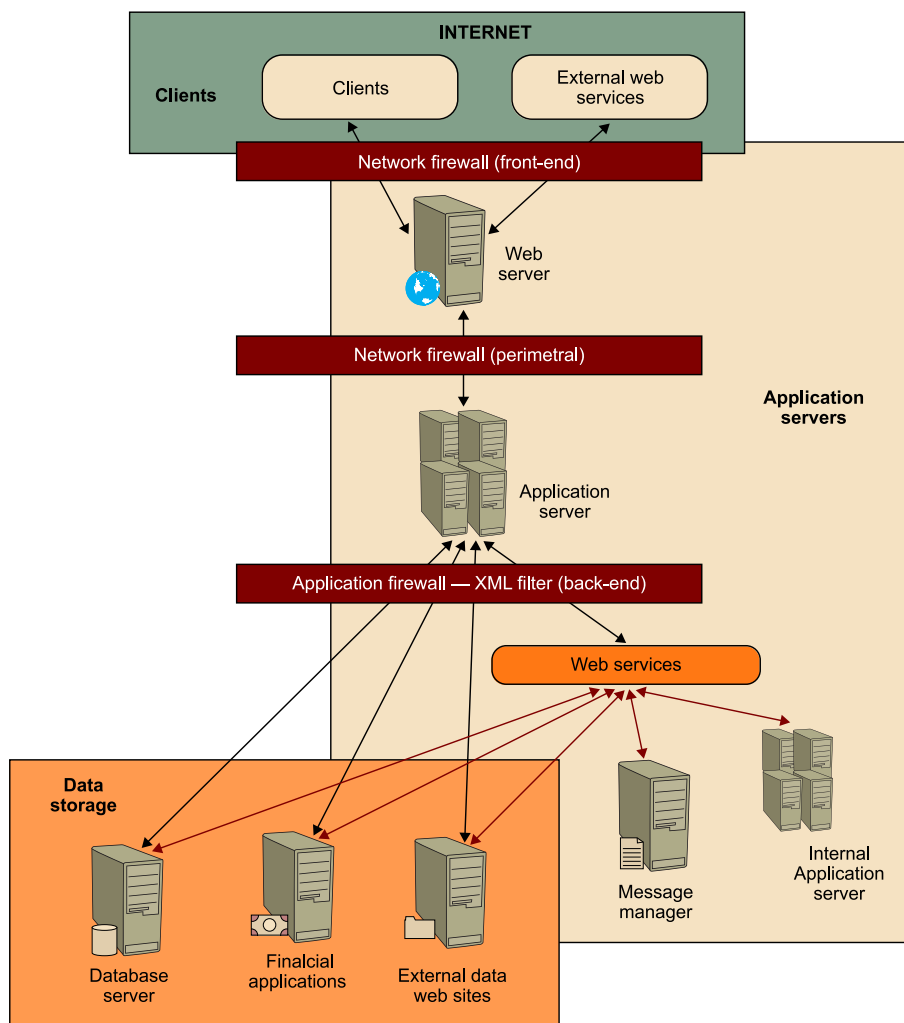 INTERNET
Clients
Clients
External web
services
Network firewall (front-end)
Web
server
Network firewall (perimetral)
Application
servers
Application
server
Application firewall — XML filter (back-end)
Web services
Data
storage
Database
server
Finalcial
applications
External data
web sites
Message
manager
Internal
Application
server